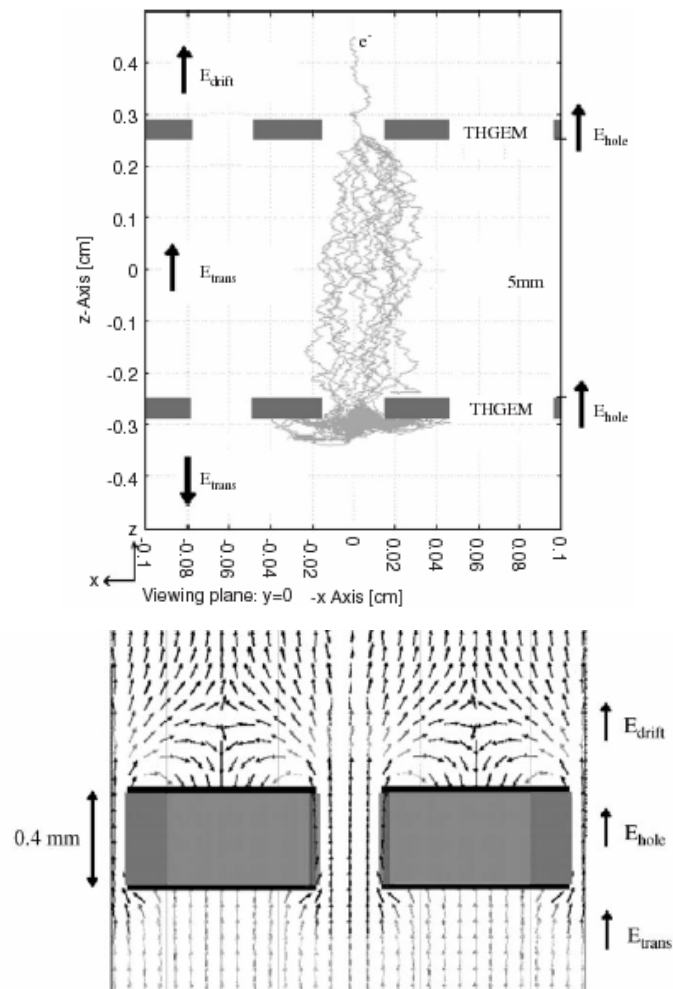 e-
0.4
E_drift
0.3
THGEM
E_hole
0.2
0.1
z-Axis [cm]
0
E_trans
5mm
-0.1
-0.2
THGEM
E_hole
-0.3
-0.4
E_trans
z
-0.1
-0.08
-0.06
-0.04
-0.02
0
0.02
0.04
0.06
0.08
0.1
x
Viewing plane: y=0 -x Axis [cm]
E_drift
0.4 mm
E_hole
E_trans